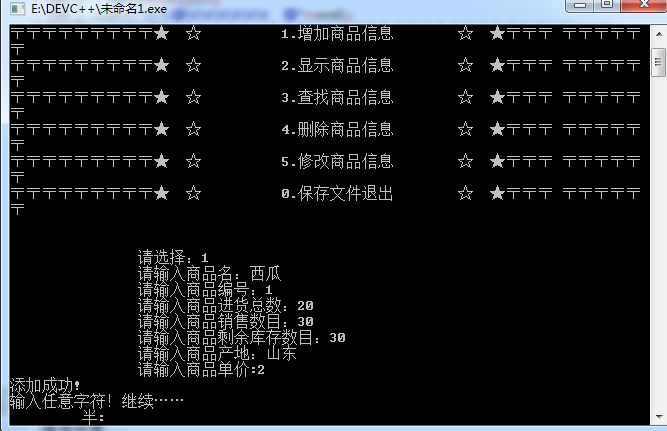 E:\DEVC++\未命名1.exe
〒〒〒〒〒〒〒〒〒★ ☆ 1.增加商品信息 ☆ ★〒〒〒 〒〒〒〒〒
〒
〒〒〒〒〒〒〒〒〒★ ☆ 2.显示商品信息 ☆ ★〒〒〒 〒〒〒〒〒
〒
〒〒〒〒〒〒〒〒〒★ ☆ 3.查找商品信息 ☆ ★〒〒〒 〒〒〒〒〒
〒
〒〒〒〒〒〒〒〒〒★ ☆ 4.删除商品信息 ☆ ★〒〒〒 〒〒〒〒〒
〒
〒〒〒〒〒〒〒〒〒★ ☆ 5.修改商品信息 ☆ ★〒〒〒 〒〒〒〒〒
〒
〒〒〒〒〒〒〒〒〒★ ☆ 0.保存文件退出 ☆ ★〒〒〒 〒〒〒〒〒
〒
请选择：1
请输入商品名：西瓜
请输入商品编号：1
请输入商品进货总数：20
请输入商品销售数目：30
请输入商品剩余库存数目：30
请输入商品产地：山东
请输入商品单价:2
添加成功!
输入任意字符！继续……
半：